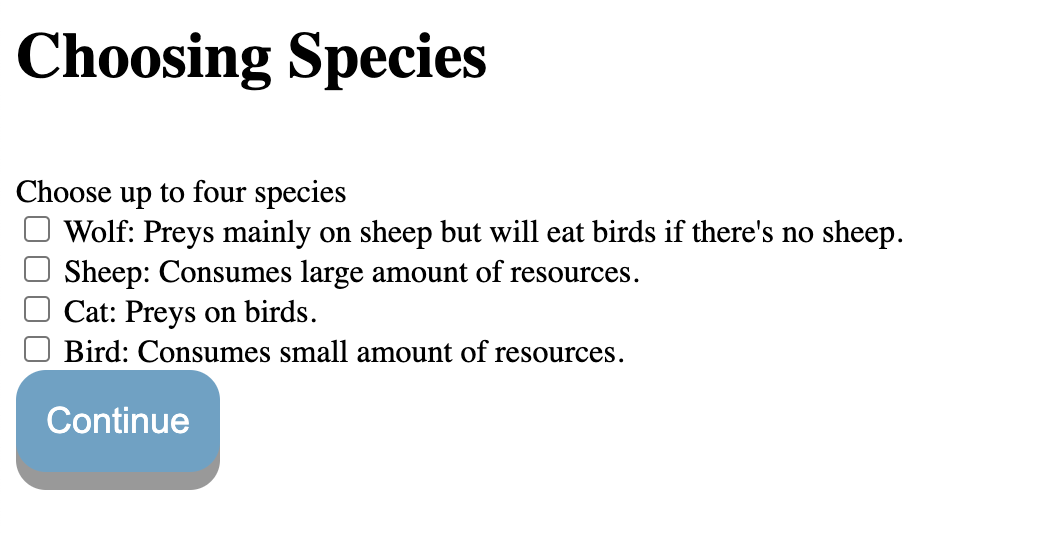 Choosing Species
Choose up to four species
Wolf: Preys mainly on sheep but will eat birds if there's no sheep.
Sheep: Consumes large amount of resources.
Cat: Preys on birds.
Bird: Consumes small amount of resources.
Continue